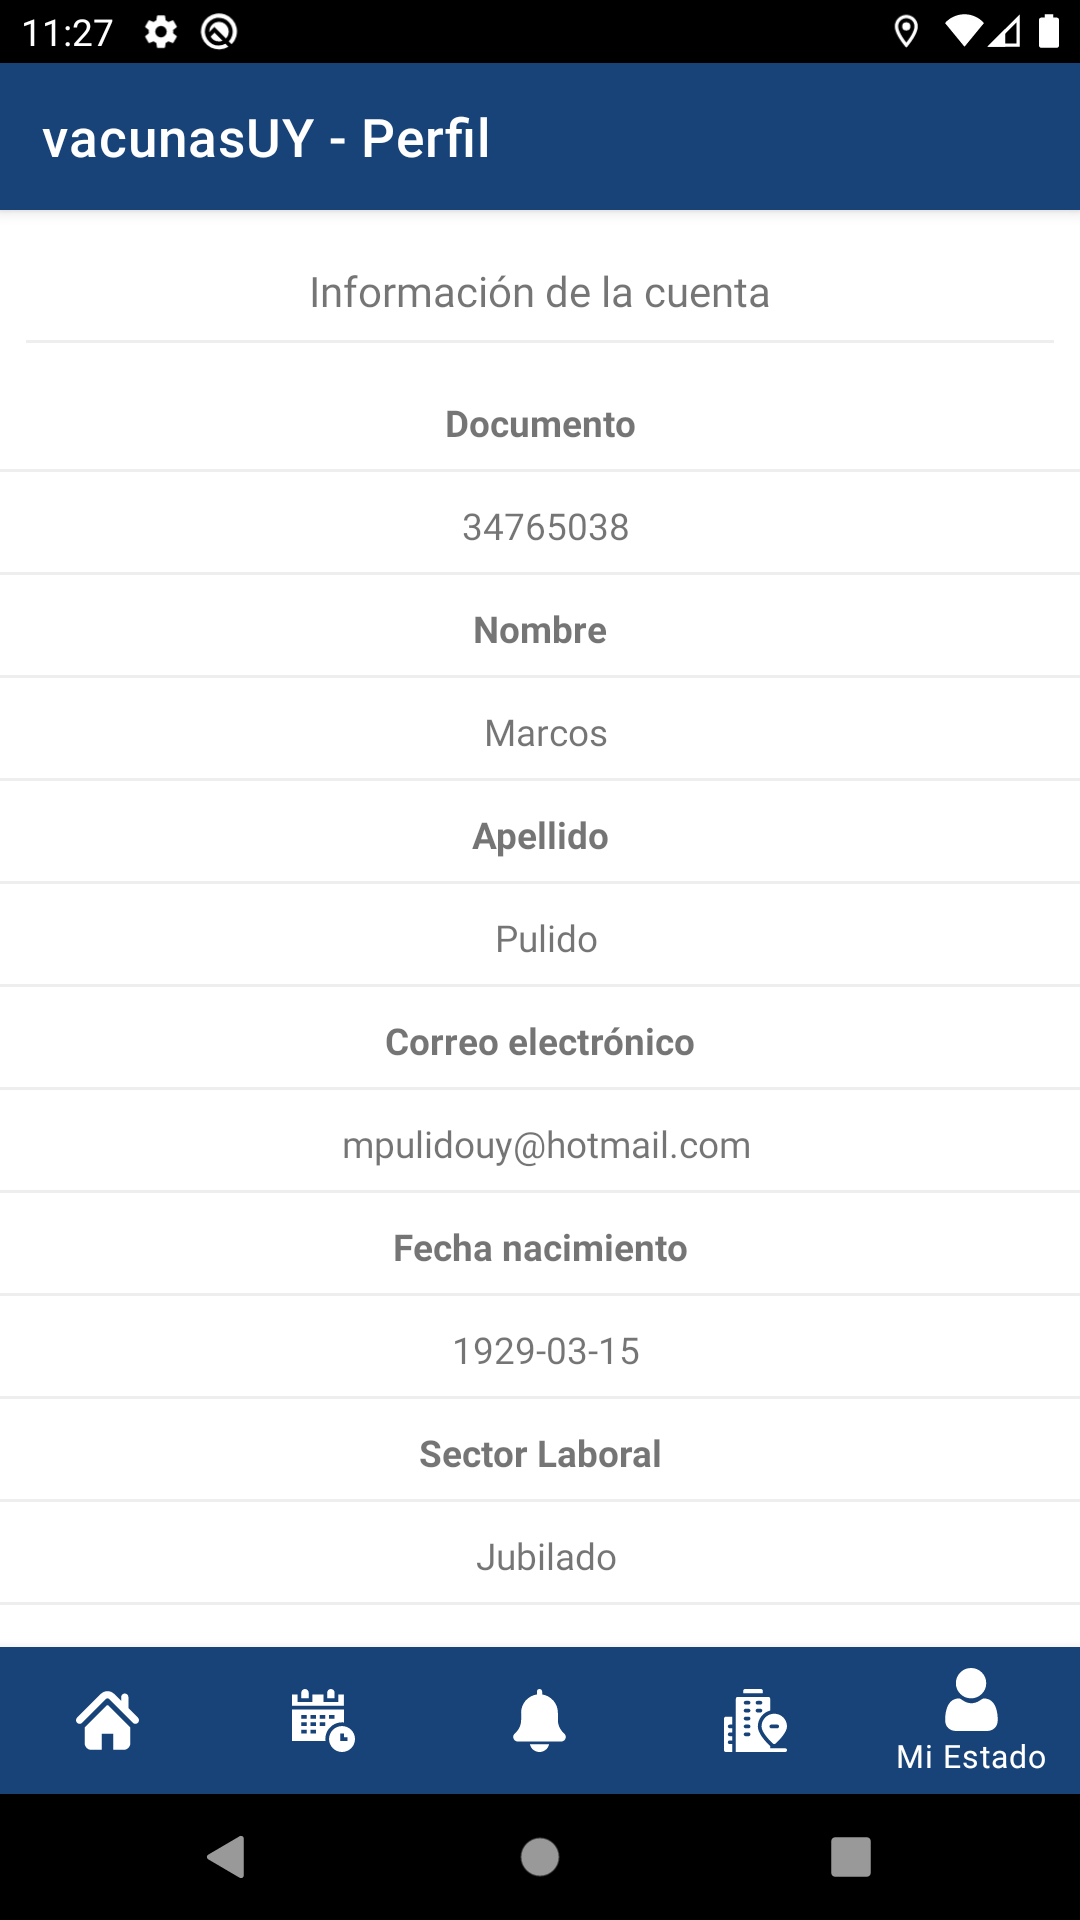 11:27
vacunasUY - Perfil
Información de la cuenta
Documento
34765038
Nombre
Marcos
Apellido
Pulido
Correo electrónico
mpulidouy@hotmail.com
Fecha nacimiento
1929-03-15
Sector Laboral
Jubilado
Mi Estado